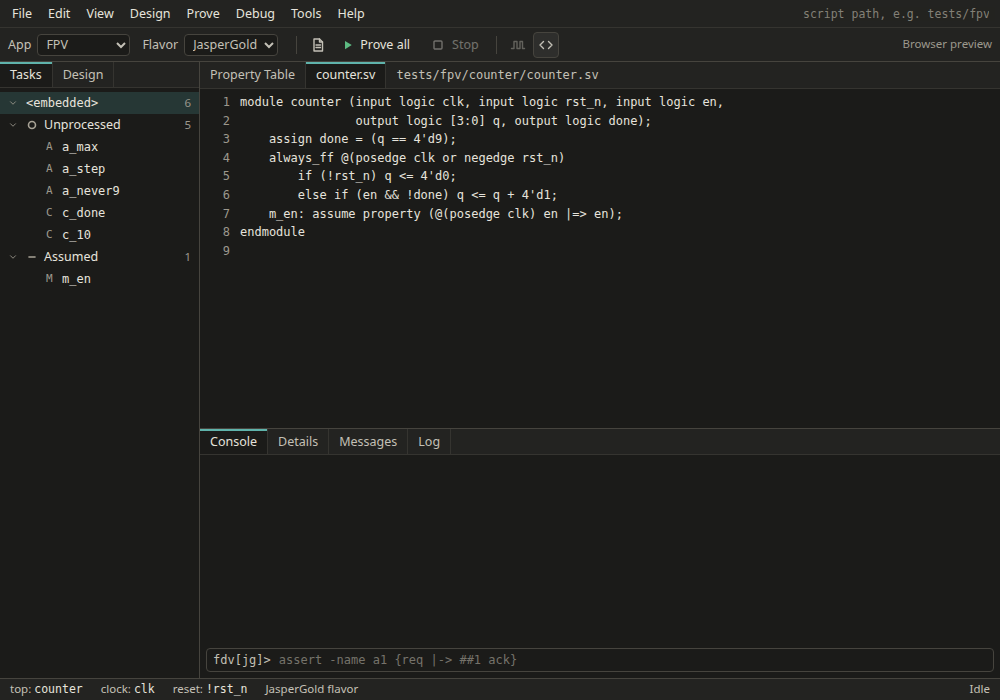 File Edit View Design Prove Debug Tools Help script path, e.g. tests/fpv
App FPV Flavor JasperGold Prove all Stop Browser preview
Tasks Design Property Table counter.sv tests/fpv/counter/counter.sv
<embedded> 6
Unprocessed 5
A a_max
A a_step
A a_never9
C c_done
C c_10
Assumed 1
M m_en
1 module counter (input logic clk, input logic rst_n, input logic en,
2 output logic [3:0] q, output logic done);
3 assign done = (q == 4'd9);
4 always_ff @(posedge clk or negedge rst_n)
5 if (!rst_n) q <= 4'd0;
6 else if (en && !done) q <= q + 4'd1;
7 m_en: assume property (@(posedge clk) en |=> en);
8 endmodule
9
Console Details Messages Log
fdv[jg]> assert -name a1 {req |-> ##1 ack}
top: counter clock: clk reset: !rst_n JasperGold flavor Idle